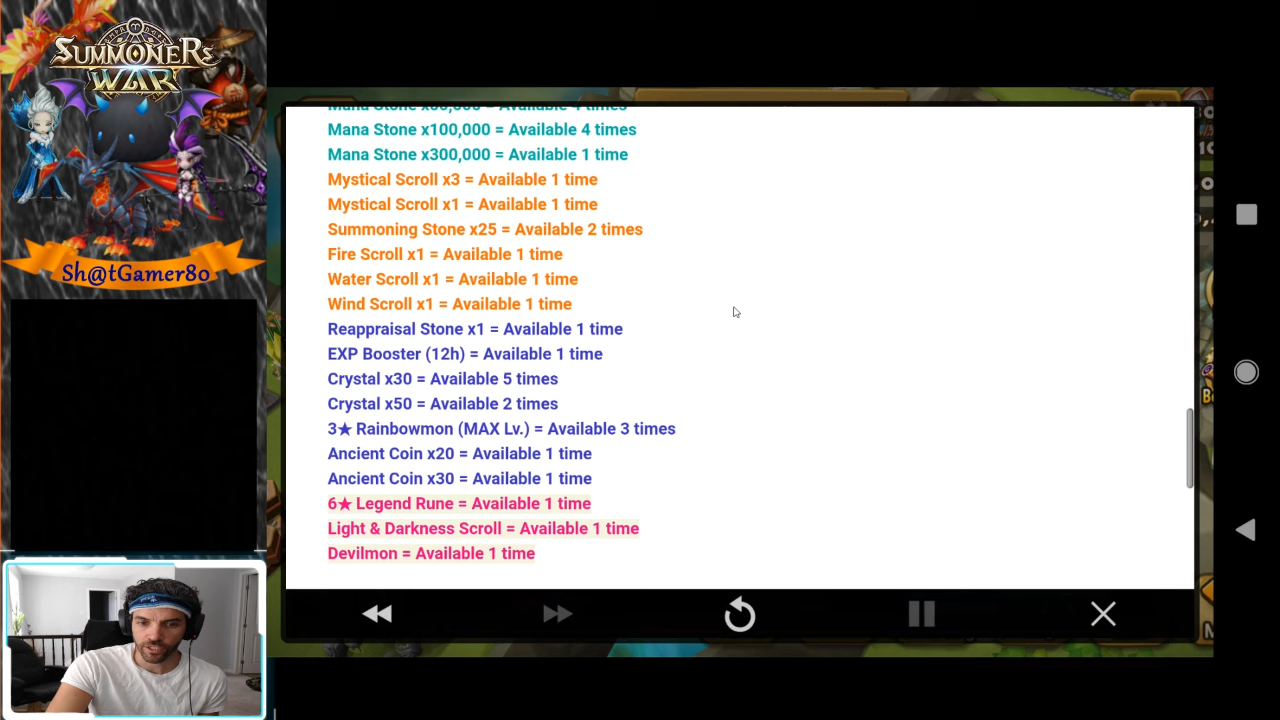 SUMMONERS
WAR
Sh@tGamer80
Mana Stone x100,000 = Available 4 times
Mana Stone x300,000 = Available 1 time
Mystical Scroll x3 = Available 1 time
Mystical Scroll x1 = Available 1 time
Summoning Stone x25 = Available 2 times
Fire Scroll x1 = Available 1 time
Water Scroll x1 = Available 1 time
Wind Scroll x1 = Available 1 time
Reappraisal Stone x1 = Available 1 time
EXP Booster (12h) = Available 1 time
Crystal x30 = Available 5 times
Crystal x50 = Available 2 times
3★ Rainbowmon (MAX Lv.) = Available 3 times
Ancient Coin x20 = Available 1 time
Ancient Coin x30 = Available 1 time
6★ Legend Rune = Available 1 time
Light & Darkness Scroll = Available 1 time
Devilmon = Available 1 time